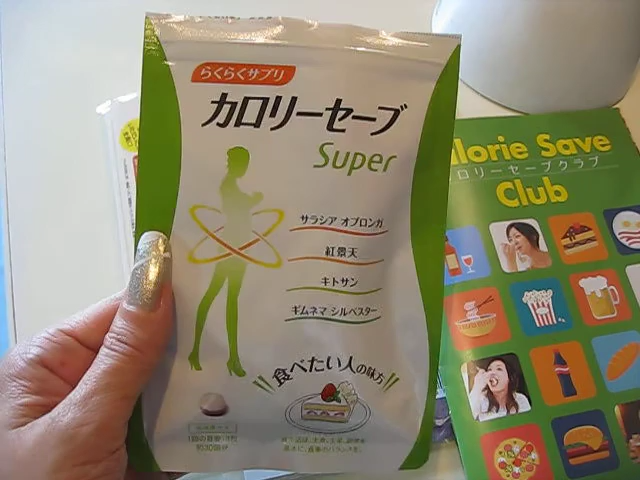 らくらくサプリ
カロリーセーブ
Super
サラシア オブロンガ
紅景天
キトサン
ギムネマ シルベスター
食べたい人の味方
alorie Save
ロリーセーブクラブ
Club